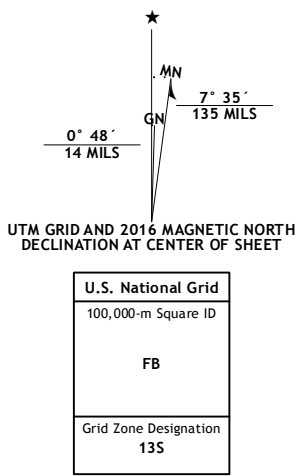 ★
MN
7° 35´
135 MILS
GN
0° 48´
14 MILS
UTM GRID AND 2016 MAGNETIC NORTH
DECLINATION AT CENTER OF SHEET
U.S. National Grid
100,000-m Square ID
FB
Grid Zone Designation
13S